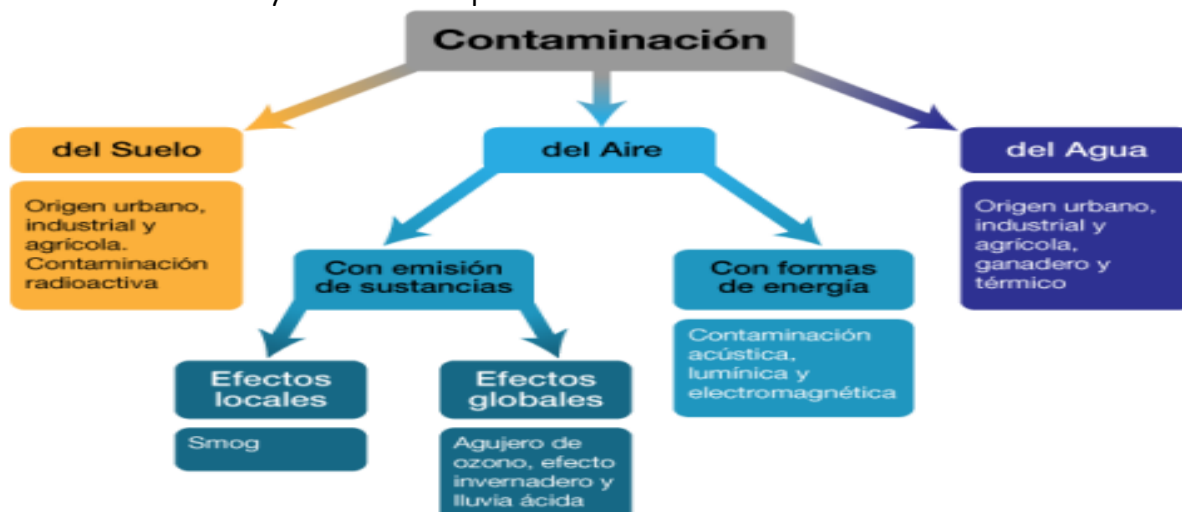 Contaminación
del Suelo
Origen urbano,
industrial y
agrícola.
Contaminación
radioactiva
del Aire
Con emisión
de sustancias
Efectos
locales
Smog
Efectos
globales
Agujero de
ozono, efecto
invernadero y
lluvia ácida
Con formas
de energía
Contaminación
acústica,
lumínica y
electromagnética
del Agua
Origen urbano,
industrial y
agrícola,
ganadero y
térmico